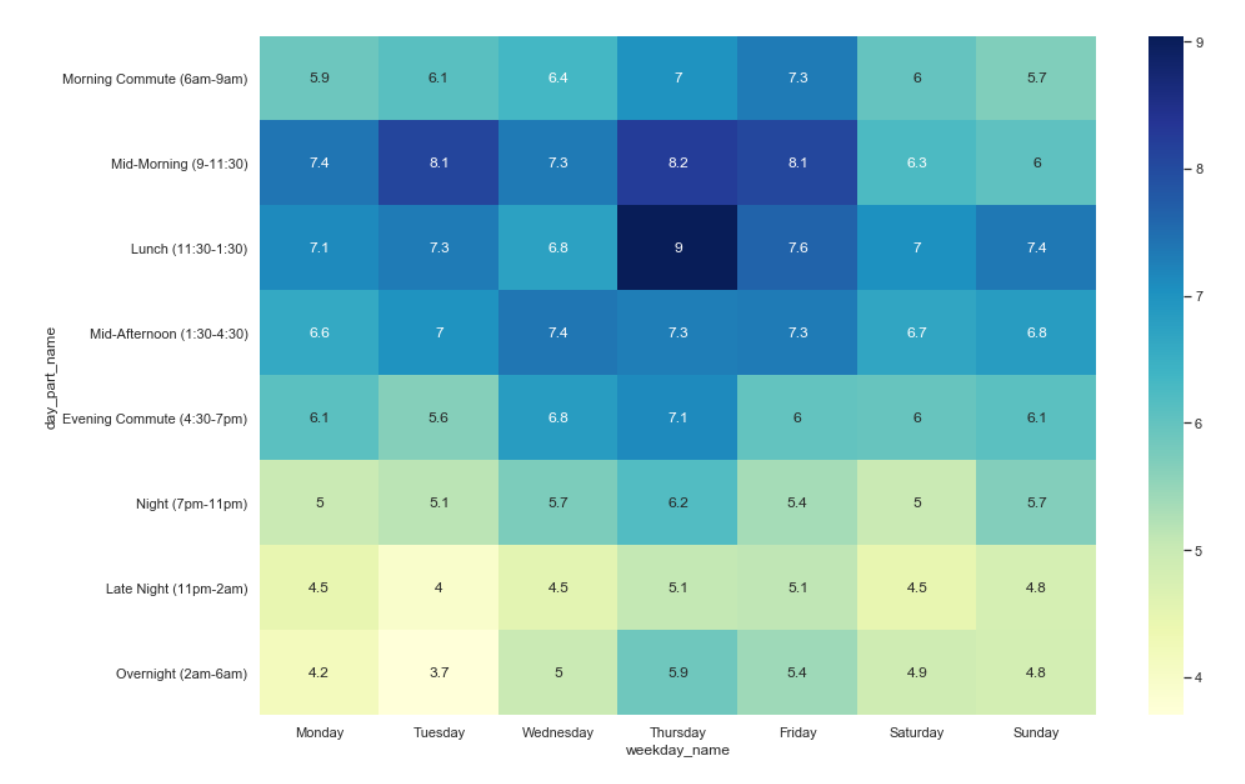 Morning Commute (6am-9am) 5.9 6.1 6.4 7 7.3 6 5.7
Mid-Morning (9-11:30) 7.4 8.1 7.3 8.2 8.1 6.3 6
Lunch (11:30-1:30) 7.1 7.3 6.8 9 7.6 7 7.4
Mid-Afternoon (1:30-4:30) 6.6 7 7.4 7.3 7.3 6.7 6.8
Evening Commute (4:30-7pm) 6.1 5.6 6.8 7.1 6 6 6.1
Night (7pm-11pm) 5 5.1 5.7 6.2 5.4 5 5.7
Late Night (11pm-2am) 4.5 4 4.5 5.1 5.1 4.5 4.8
Overnight (2am-6am) 4.2 3.7 5 5.9 5.4 4.9 4.8
day_part_name
Monday Tuesday Wednesday Thursday Friday Saturday Sunday
weekday_name
9
8
7
6
5
4